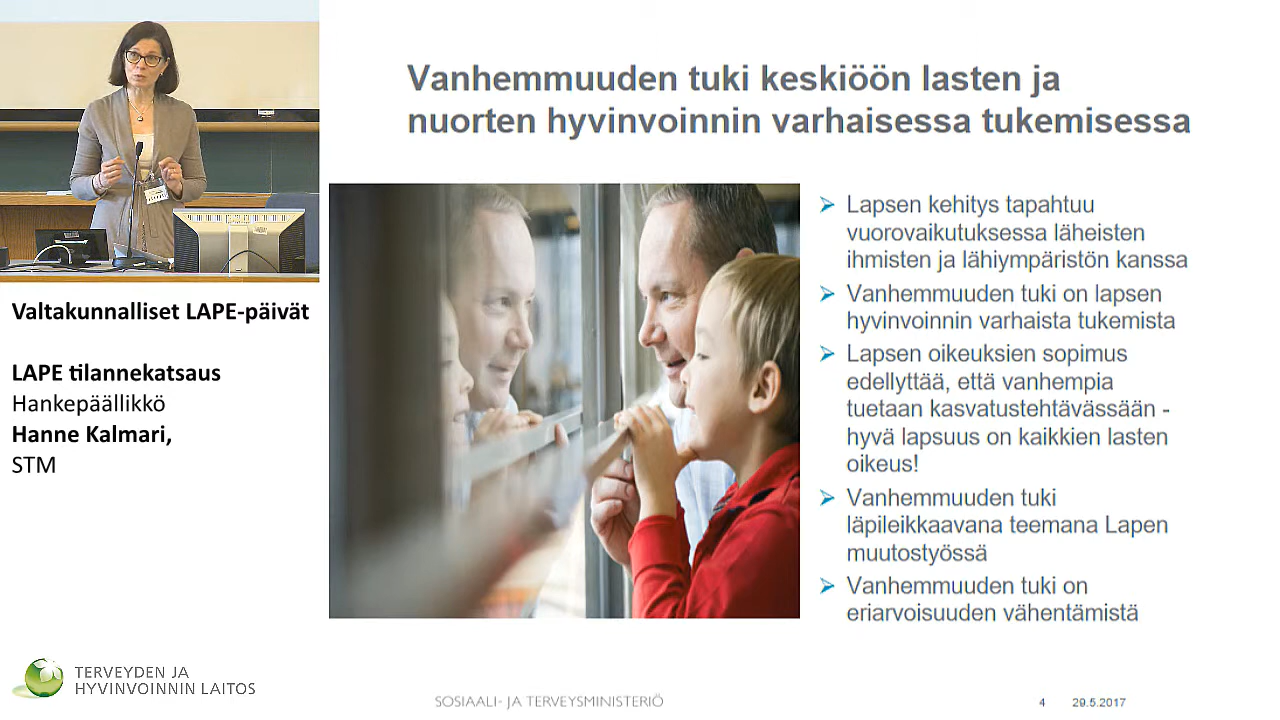 Vanhemmuuden tuki keskiöön lasten ja
nuorten hyvinvoinnin varhaisessa tukemisessa
Lapsen kehitys tapahtuu
vuorovaikutuksessa läheisten
ihmisten ja lähiympäristön kanssa
Vanhemmuuden tuki on lapsen
hyvinvoinnin varhaista tukemista
Lapsen oikeuksien sopimus
edellyttää, että vanhempia
tuetaan kasvatustehtävässään -
hyvä lapsuus on kaikkien lasten
oikeus!
Vanhemmuuden tuki
läpileikkaavana teemana Lapen
muutostyössä
Vanhemmuuden tuki on
eriarvoisuuden vähentämistä
Valtakunnalliset LAPE-päivät
LAPE tilannekatsaus
Hankepäällikkö
Hanne Kalmari,
STM
TERVEYDEN JA
HYVINVOINNIN LAITOS
SOSIAALI- JA TERVEYSMINISTERIÖ
4
29.5.2017